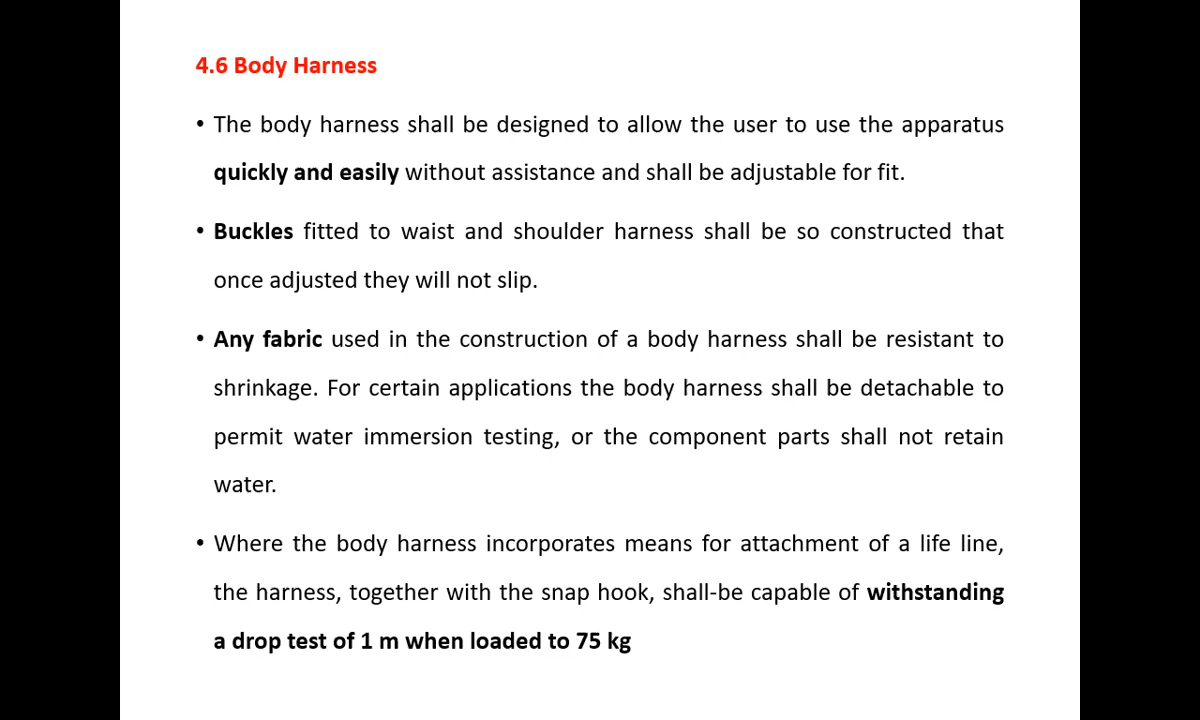 4.6 Body Harness
• The body harness shall be designed to allow the user to use the apparatus
quickly and easily without assistance and shall be adjustable for fit.
• Buckles fitted to waist and shoulder harness shall be so constructed that
once adjusted they will not slip.
• Any fabric used in the construction of a body harness shall be resistant to
shrinkage. For certain applications the body harness shall be detachable to
permit water immersion testing, or the component parts shall not retain
water.
• Where the body harness incorporates means for attachment of a life line,
the harness, together with the snap hook, shall-be capable of withstanding
a drop test of 1 m when loaded to 75 kg